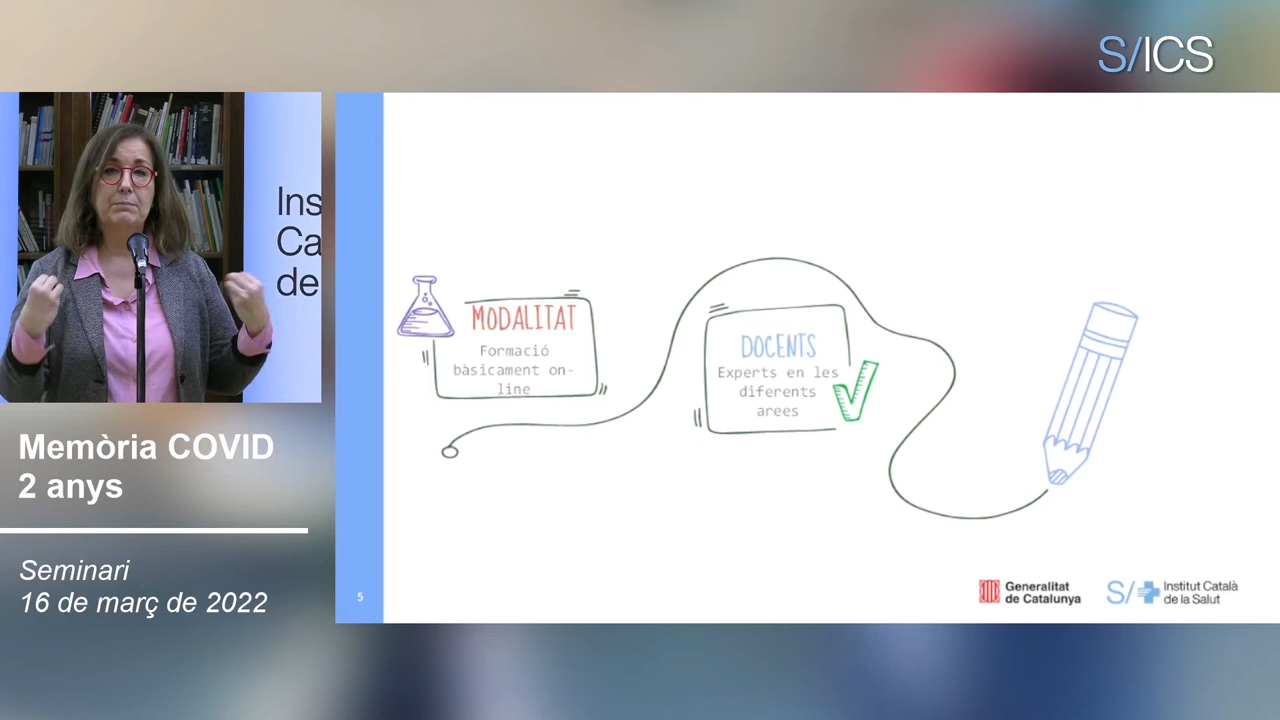 S/ICS
Ins
Ca
de
Memòria COVID
2 anys
Seminari
16 de març de 2022
MODALITAT
Formació
bàsicament on-
line
DOCENTS
Experts en les
diferents
arees
5
Generalitat
de Catalunya
S/
Institut Català
de la Salut